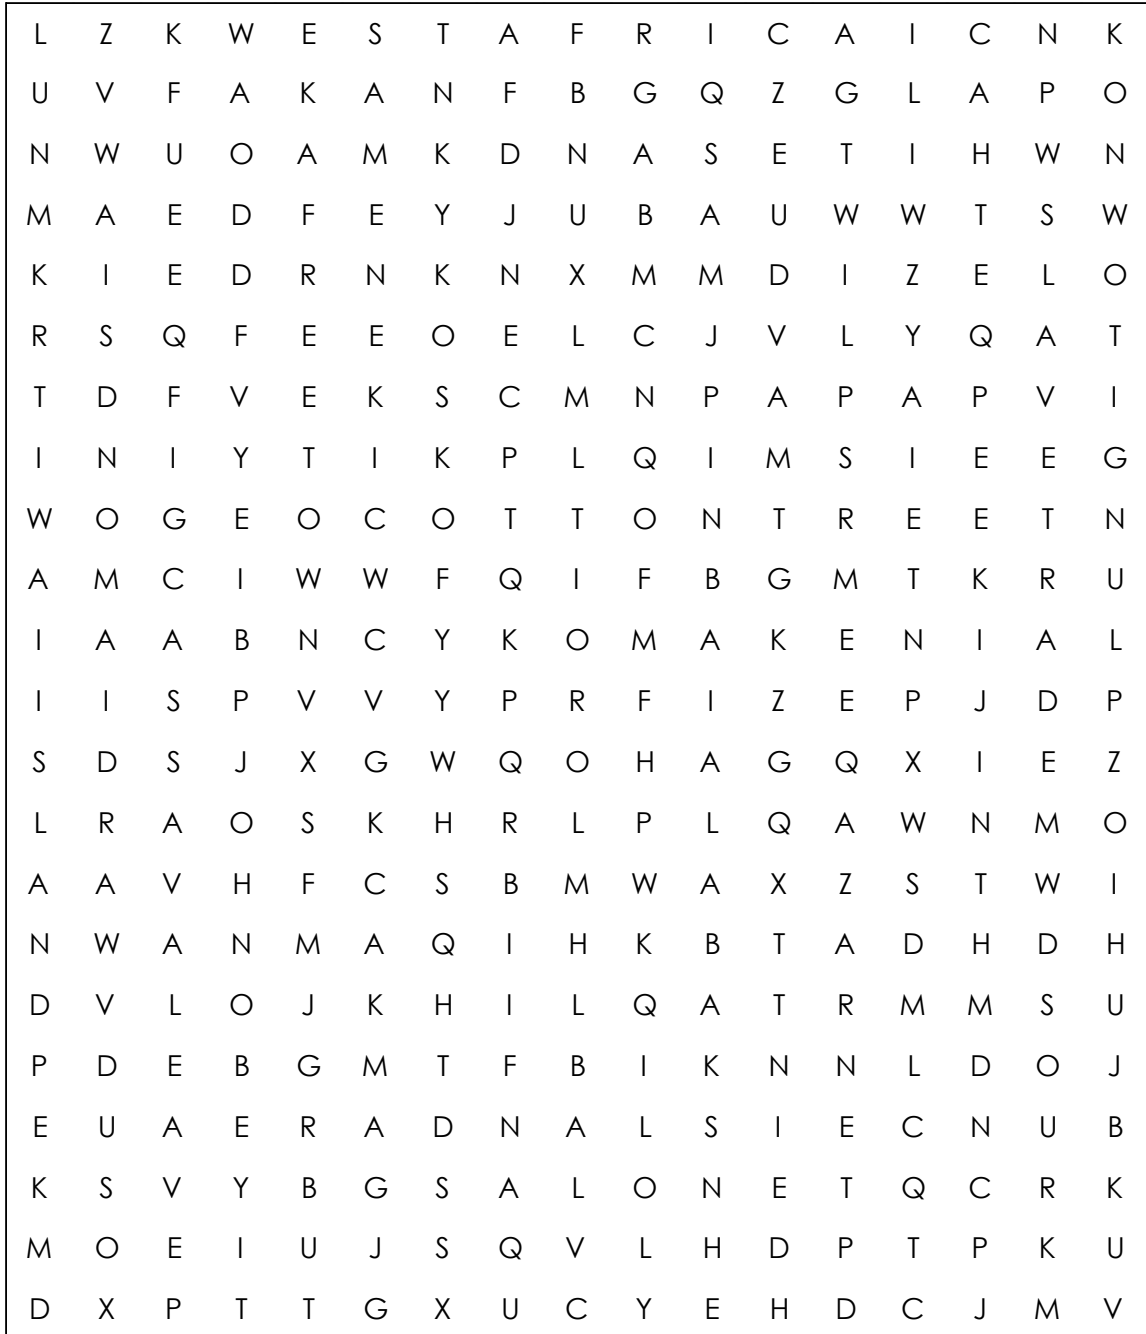 L Z K W E S T A F R I C A I C N K
U V F A K A N F B G Q Z G L A P O
N W U O A M K D N A S E T I H W N
M A E D F E Y J U B A U W W T S W
K I E D R N K N X M M D I Z E L O
R S Q F E E O E L C J V L Y Q A T
T D F V E K S C M N P A P A P V I
I N I Y T I K P L Q I M S I E E G
W O G E O C O T T O N T R E E T N
A M C I W W F Q I F B G M T K R U
I A A B N C Y K O M A K E N I A L
I I S P V V Y P R F I Z E P J D P
S D S J X G W Q O H A G Q X I E Z
L R A O S K H R L P L Q A W N M O
A A V H F C S B M W A X Z S T W I
N W A N M A Q I H K B T A D H D H
D V L O J K H I L Q A T R M M S U
P D E B G M T F B I K N N L D O J
E U A E R A D N A L S I E C N U B
K S V Y B G S A L O N E T Q C R K
M O E I U J S Q V L H D P T P K U
D X P T T G X U C Y E H D C J M V